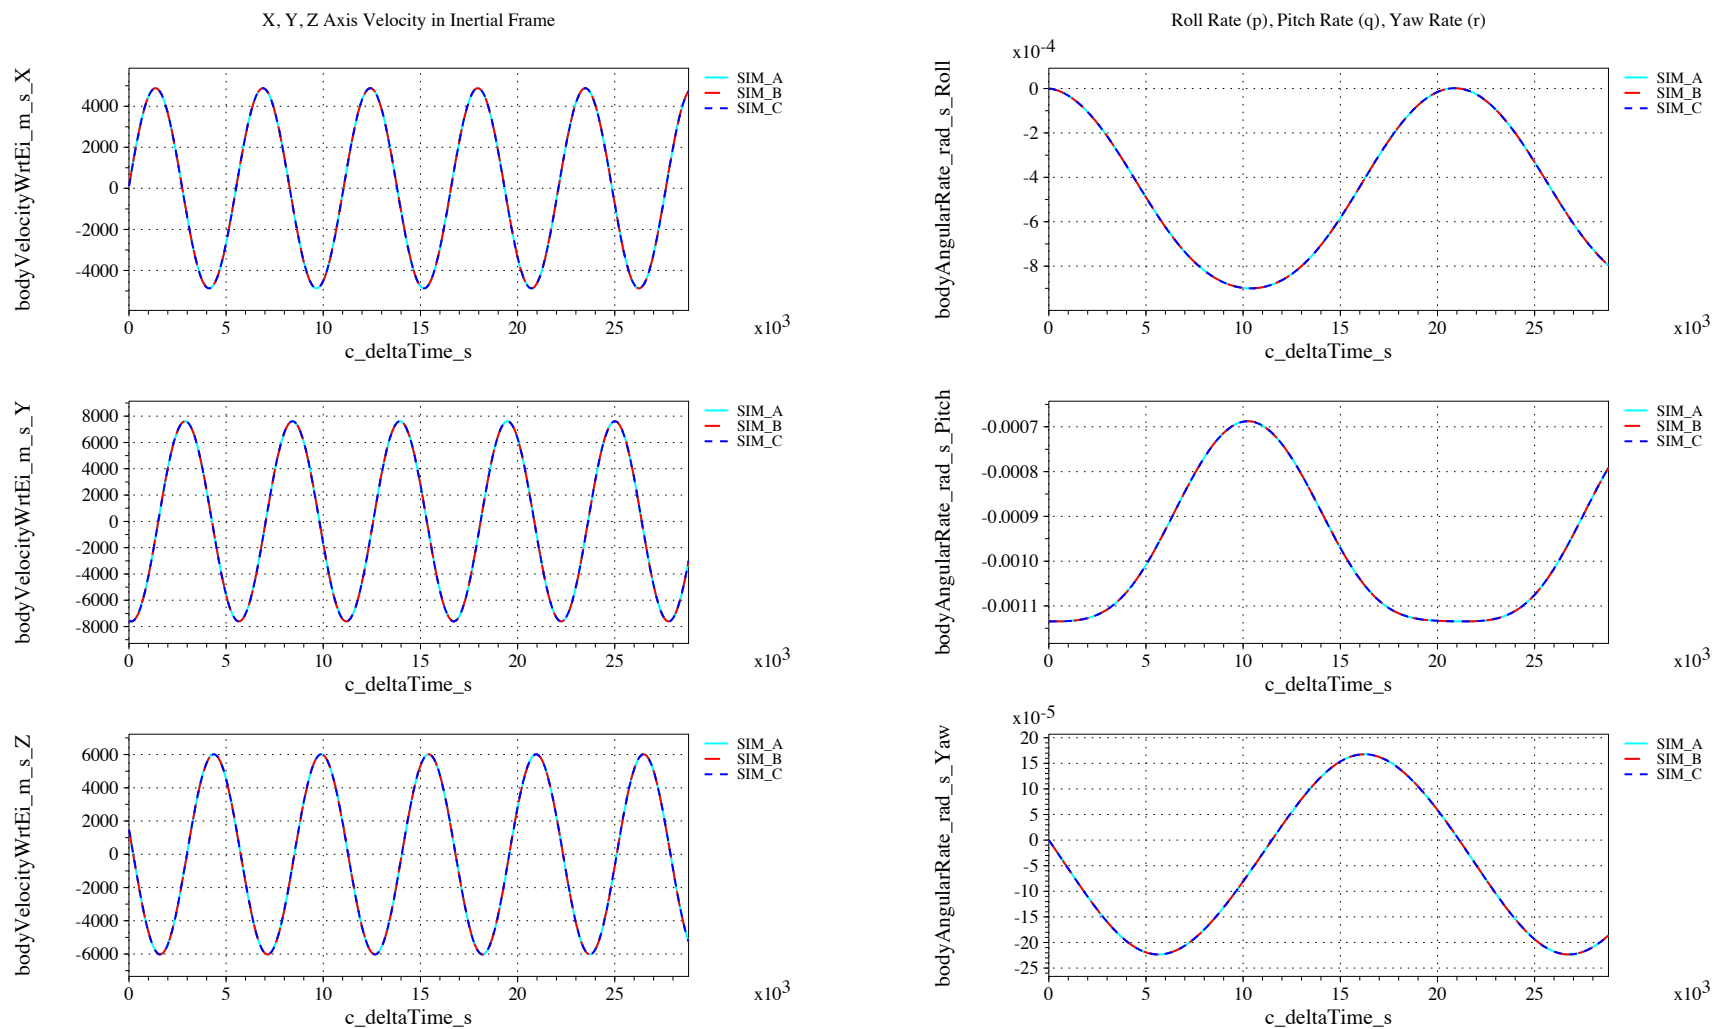 X, Y, Z Axis Velocity in Inertial Frame
bodyVelocityWrtEi_m_s_X
4000
2000
0
-2000
-4000
0 5 10 15 20 25
x10^3
c_deltaTime_s
SIM_A
SIM_B
SIM_C
bodyVelocityWrtEi_m_s_Y
8000
6000
4000
2000
0
-2000
-4000
-6000
-8000
0 5 10 15 20 25
x10^3
c_deltaTime_s
SIM_A
SIM_B
SIM_C
bodyVelocityWrtEi_m_s_Z
6000
4000
2000
0
-2000
-4000
-6000
0 5 10 15 20 25
x10^3
c_deltaTime_s
SIM_A
SIM_B
SIM_C
Roll Rate (p), Pitch Rate (q), Yaw Rate (r)
x10^-4
bodyAngularRate_rad_s_Roll
0
-2
-4
-6
-8
0 5 10 15 20 25
x10^3
c_deltaTime_s
SIM_A
SIM_B
SIM_C
bodyAngularRate_rad_s_Pitch
-0.0007
-0.0008
-0.0009
-0.0010
-0.0011
0 5 10 15 20 25
x10^3
c_deltaTime_s
SIM_A
SIM_B
SIM_C
x10^-5
bodyAngularRate_rad_s_Yaw
20
15
10
5
0
-5
-10
-15
-20
-25
0 5 10 15 20 25
x10^3
c_deltaTime_s
SIM_A
SIM_B
SIM_C